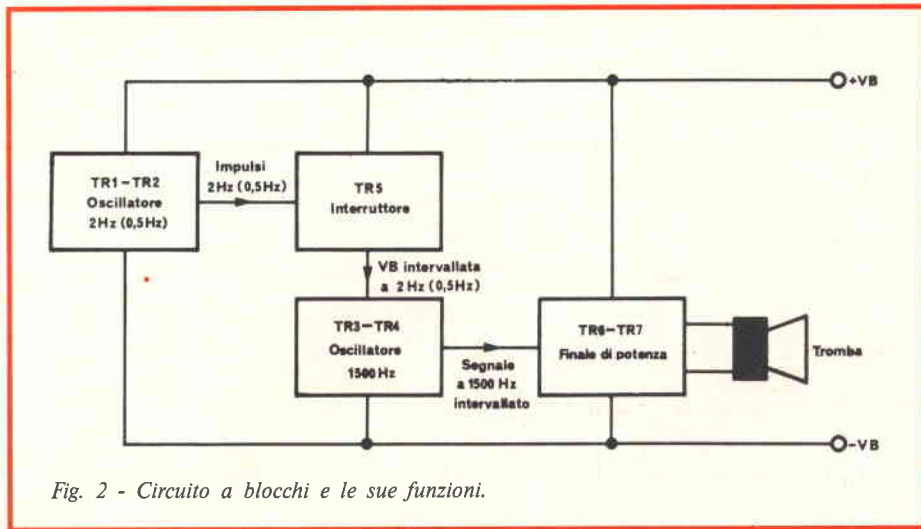 +VB
TR1-TR2
Oscillatore
2Hz (0,5Hz)
Impulsi
2Hz (0,5Hz)
TR5
Interruttore
VB intervallata
a 2Hz (0,5Hz)
TR3-TR4
Oscillatore
1500Hz
Segnale
a 1500 Hz
intervallato
TR6-TR7
Finale di potenza
Tromba
-VB
Fig. 2 - Circuito a blocchi e le sue funzioni.